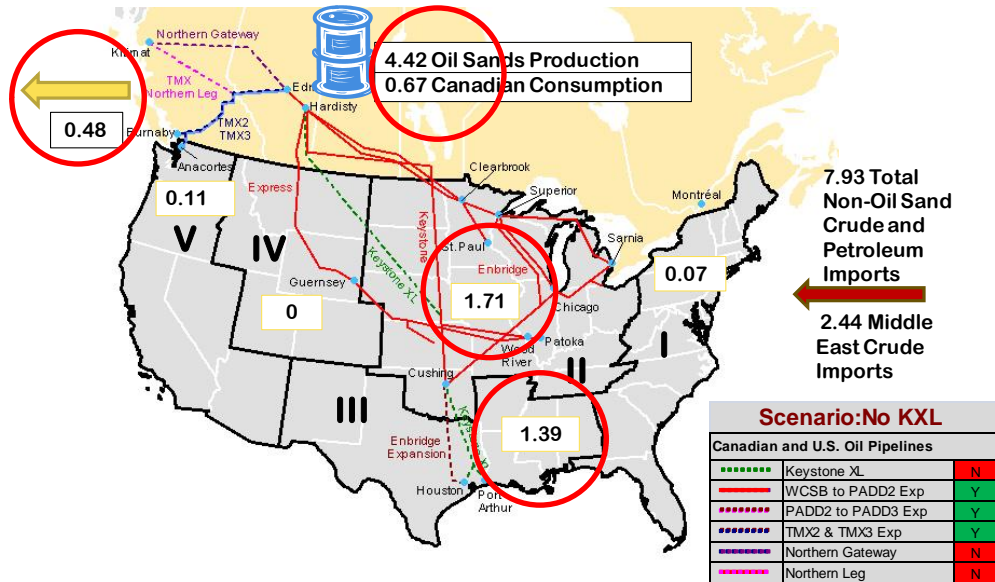 Northern Gateway
Kitimat
4.42 Oil Sands Production
0.67 Canadian Consumption
TMX
Northern Leg
Edm
Hardisty
0.48
Burnaby
TMX2
TMX3
Anacortes
Clearbrook
Superior
Montréal
7.93 Total
Non-Oil Sand
Crude and
Petroleum
Imports
0.11
Express
Keystone
St.Paul
Sarnia
V
IV
Keystone XL
Enbridge
0.07
Guernsey
1.71
Chicago
0
2.44 Middle
East Crude
Imports
Wood
River
Patoka
I
II
Cushing
III
Keystone XL
1.39
Enbridge
Expansion
Houston
Port
Arthur
Scenario:No KXL
Canadian and U.S. Oil Pipelines
Keystone XL N
WCSB to PADD2 Exp Y
PADD2 to PADD3 Exp Y
TMX2 & TMX3 Exp Y
Northern Gateway N
Northern Leg N